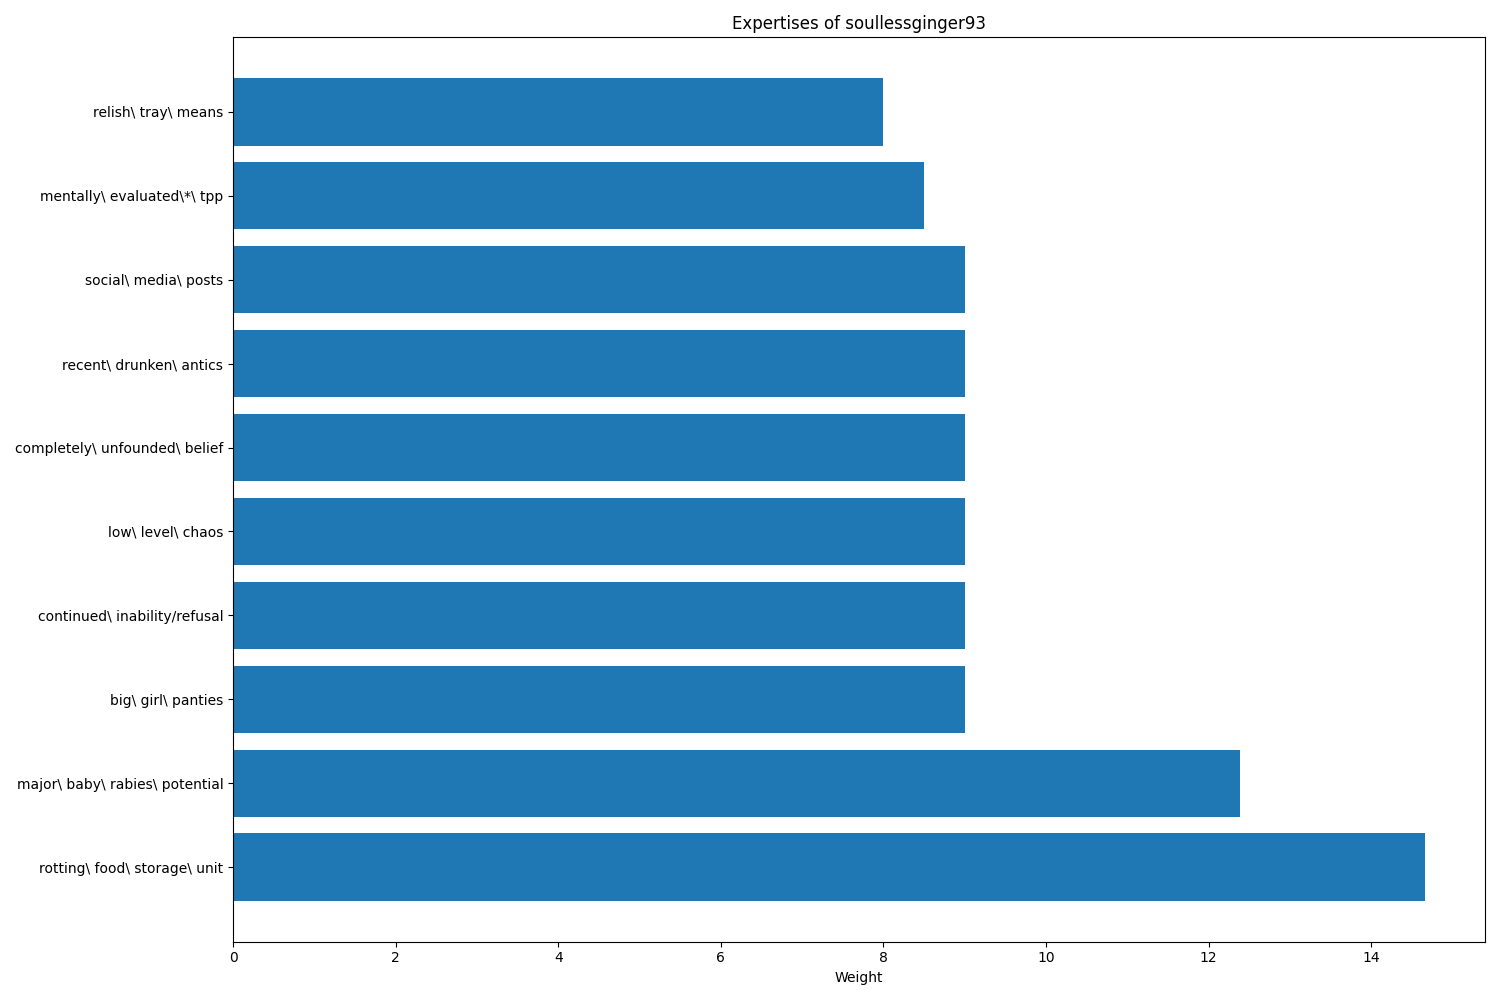 Expertises of soullessginger93
relish\ tray\ means
mentally\ evaluated\*\ tpp
social\ media\ posts
recent\ drunken\ antics
completely\ unfounded\ belief
low\ level\ chaos
continued\ inability/refusal
big\ girl\ panties
major\ baby\ rabies\ potential
rotting\ food\ storage\ unit
0 2 4 6 8 10 12 14
Weight